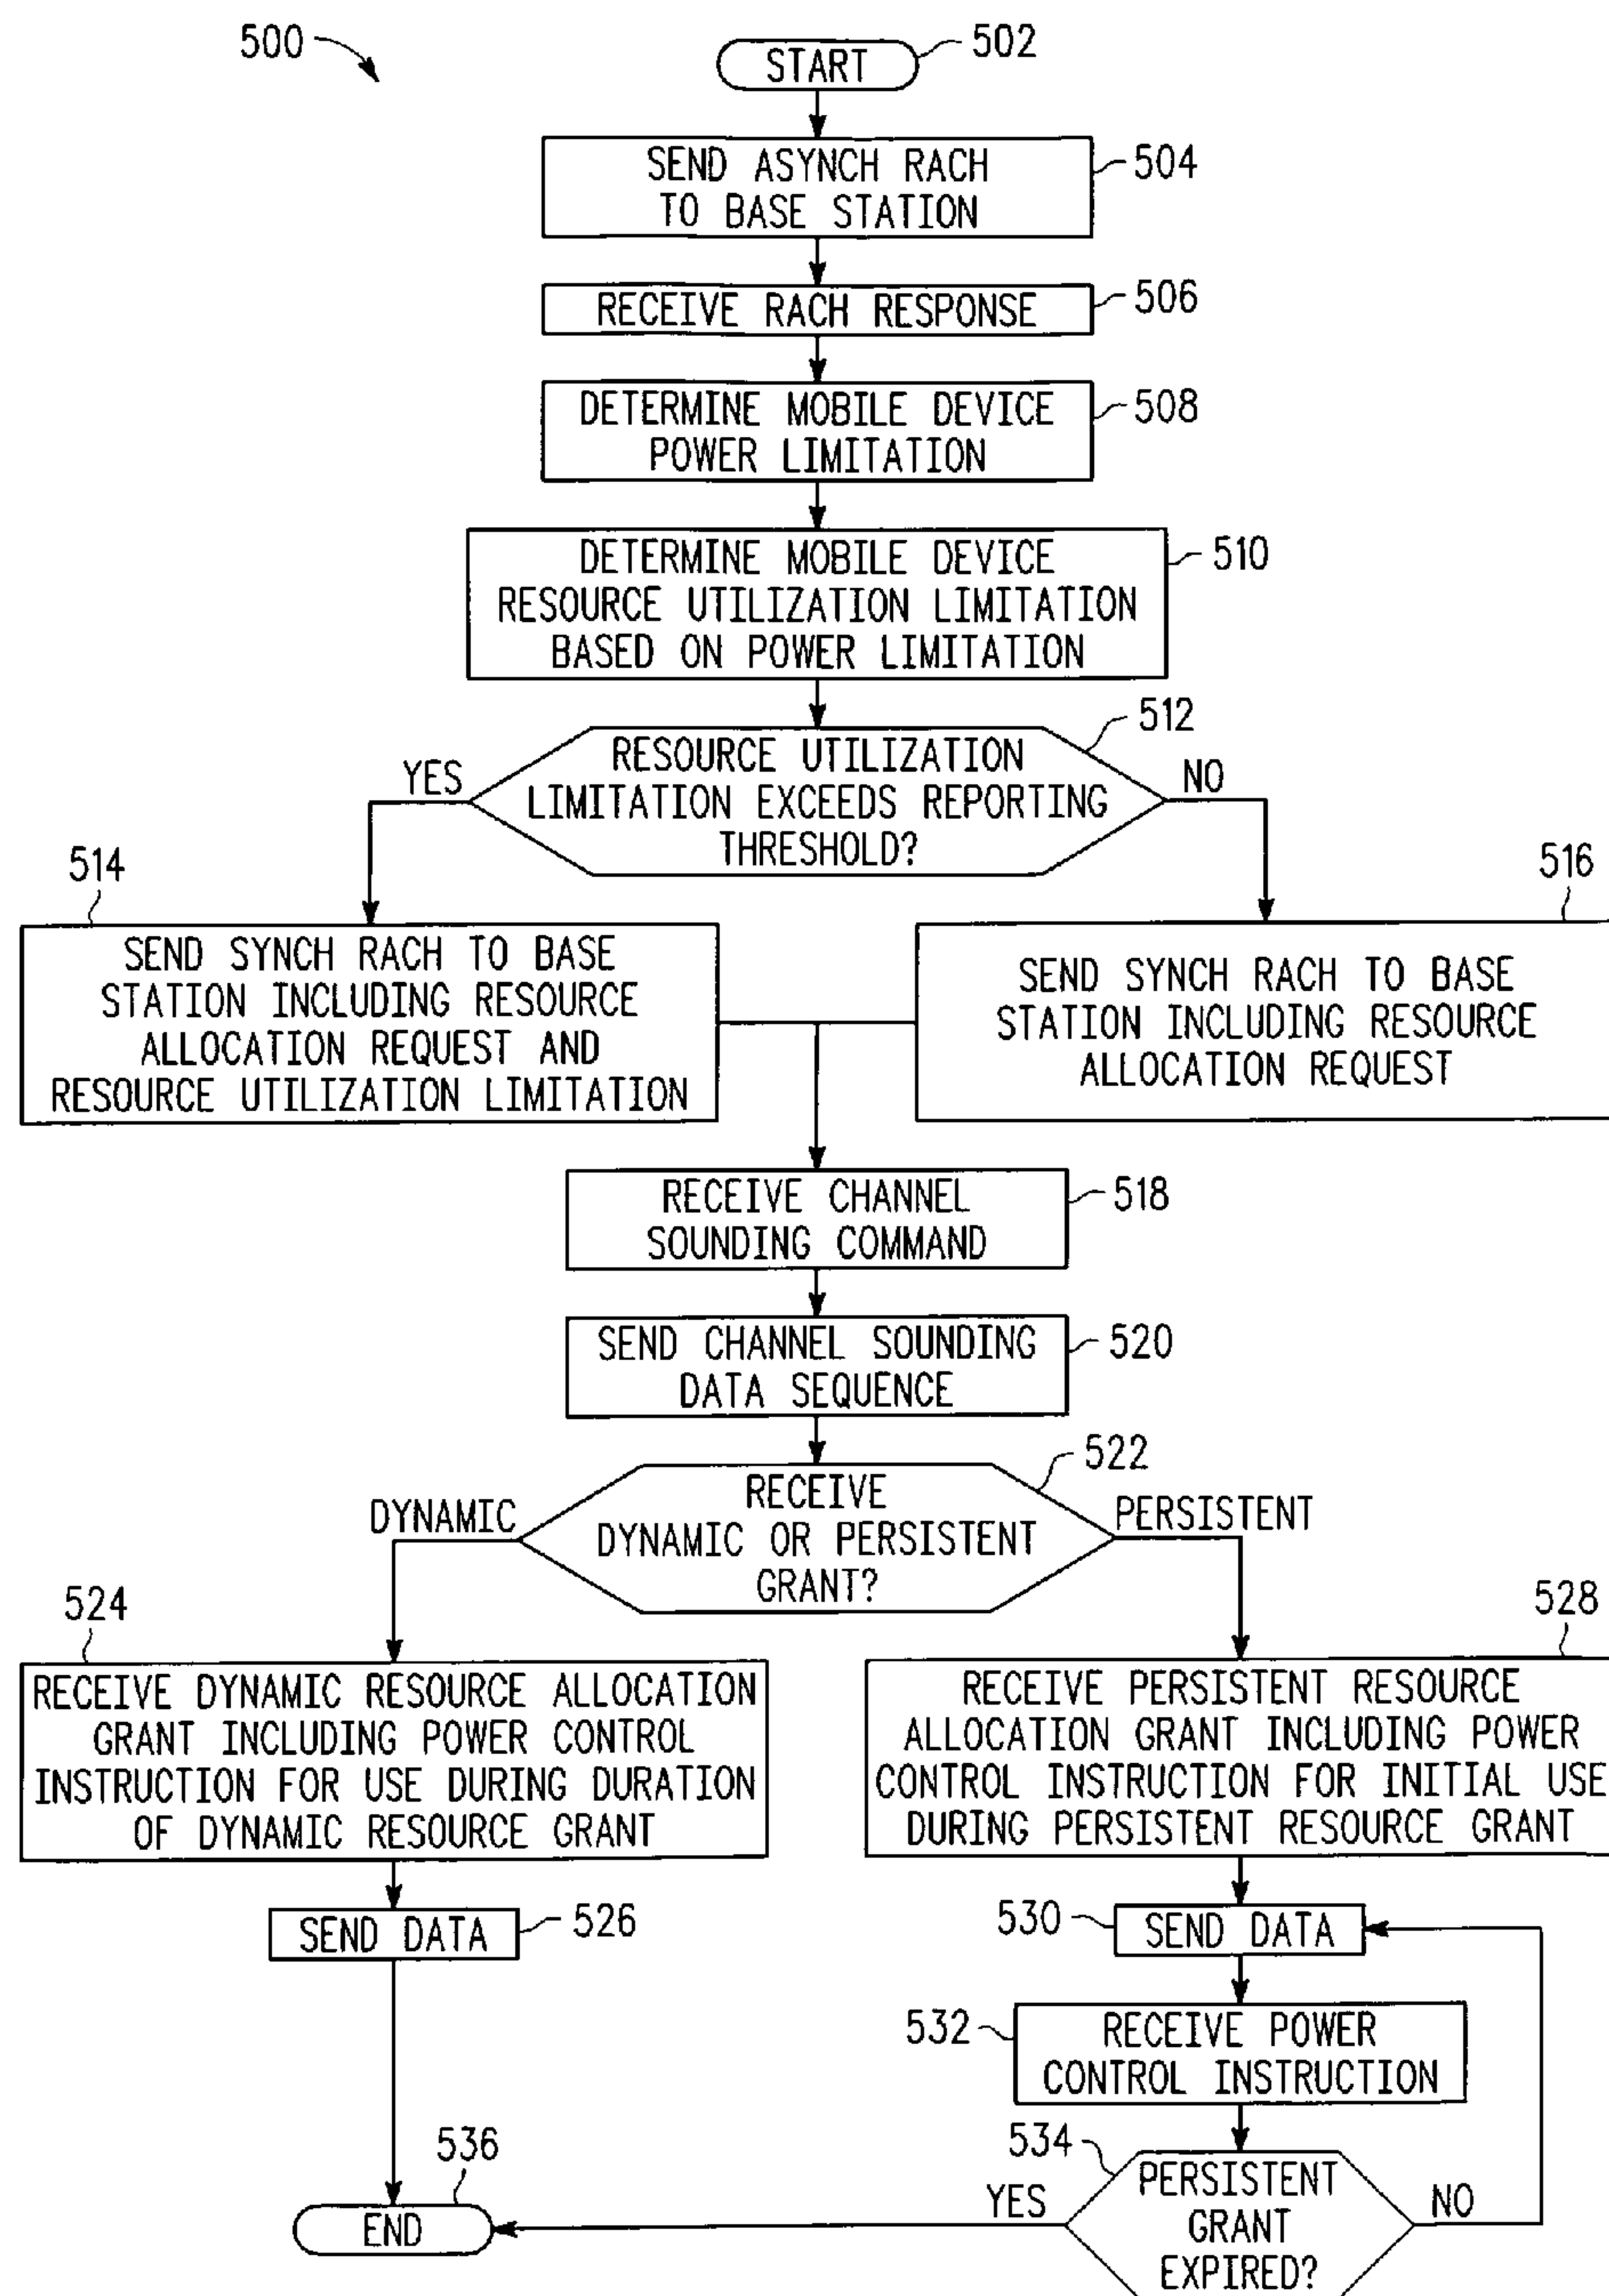 500
START
502
SEND ASYNCH RACH
TO BASE STATION
504
RECEIVE RACH RESPONSE
506
DETERMINE MOBILE DEVICE
POWER LIMITATION
508
DETERMINE MOBILE DEVICE
RESOURCE UTILIZATION LIMITATION
BASED ON POWER LIMITATION
510
512
RESOURCE UTILIZATION
LIMITATION EXCEEDS REPORTING
THRESHOLD?
YES
NO
514
SEND SYNCH RACH TO BASE
STATION INCLUDING RESOURCE
ALLOCATION REQUEST AND
RESOURCE UTILIZATION LIMITATION
516
SEND SYNCH RACH TO BASE
STATION INCLUDING RESOURCE
ALLOCATION REQUEST
RECEIVE CHANNEL
SOUNDING COMMAND
518
SEND CHANNEL SOUNDING
DATA SEQUENCE
520
522
RECEIVE
DYNAMIC OR PERSISTENT
GRANT?
DYNAMIC
PERSISTENT
524
RECEIVE DYNAMIC RESOURCE ALLOCATION
GRANT INCLUDING POWER CONTROL
INSTRUCTION FOR USE DURING DURATION
OF DYNAMIC RESOURCE GRANT
528
RECEIVE PERSISTENT RESOURCE
ALLOCATION GRANT INCLUDING POWER
CONTROL INSTRUCTION FOR INITIAL USE
DURING PERSISTENT RESOURCE GRANT
SEND DATA
526
530
SEND DATA
532
RECEIVE POWER
CONTROL INSTRUCTION
534
PERSISTENT
GRANT
EXPIRED?
YES
NO
536
END